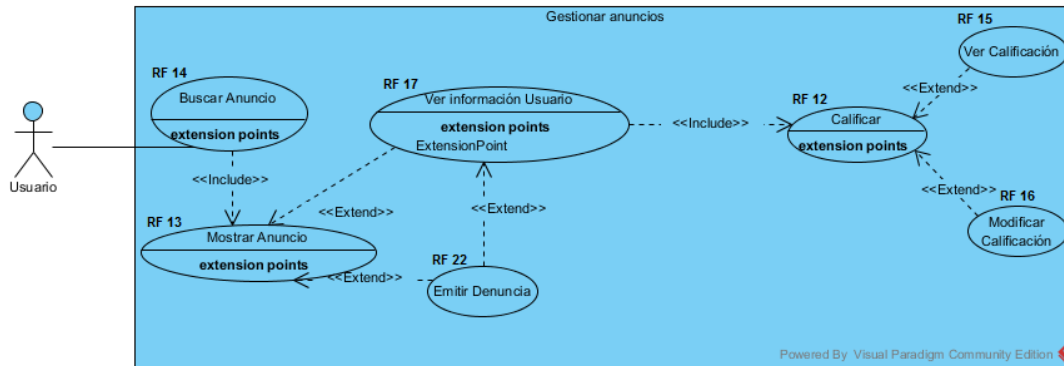 Gestionar anuncios
RF 15
Ver Calificación
RF 14
Buscar Anuncio
extension points
RF 17
Ver información Usuario
extension points
ExtensionPoint
<<Extend>>
RF 12
Calificar
extension points
<<Include>>
Usuario
<<Include>>
<<Extend>>
<<Extend>>
<<Extend>>
RF 16
Modificar
Calificación
RF 13
Mostrar Anuncio
extension points
<<Extend>>
RF 22
Emitir Denuncia
Powered By Visual Paradigm Community Edition